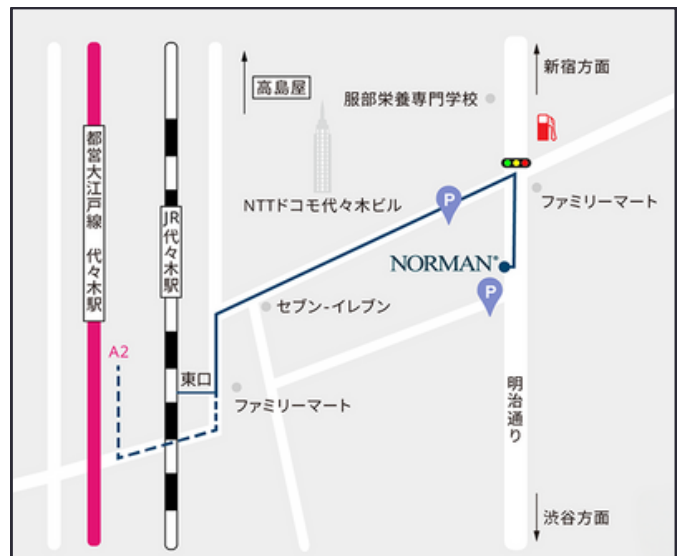 高島屋
新宿方面
服部栄養専門学校
都営大江戸線 代々木駅
JR代々木駅
NTTドコモ代々木ビル
P
ファミリーマート
NORMAN®
P
セブン-イレブン
A2
東口
ファミリーマート
明治通り
渋谷方面